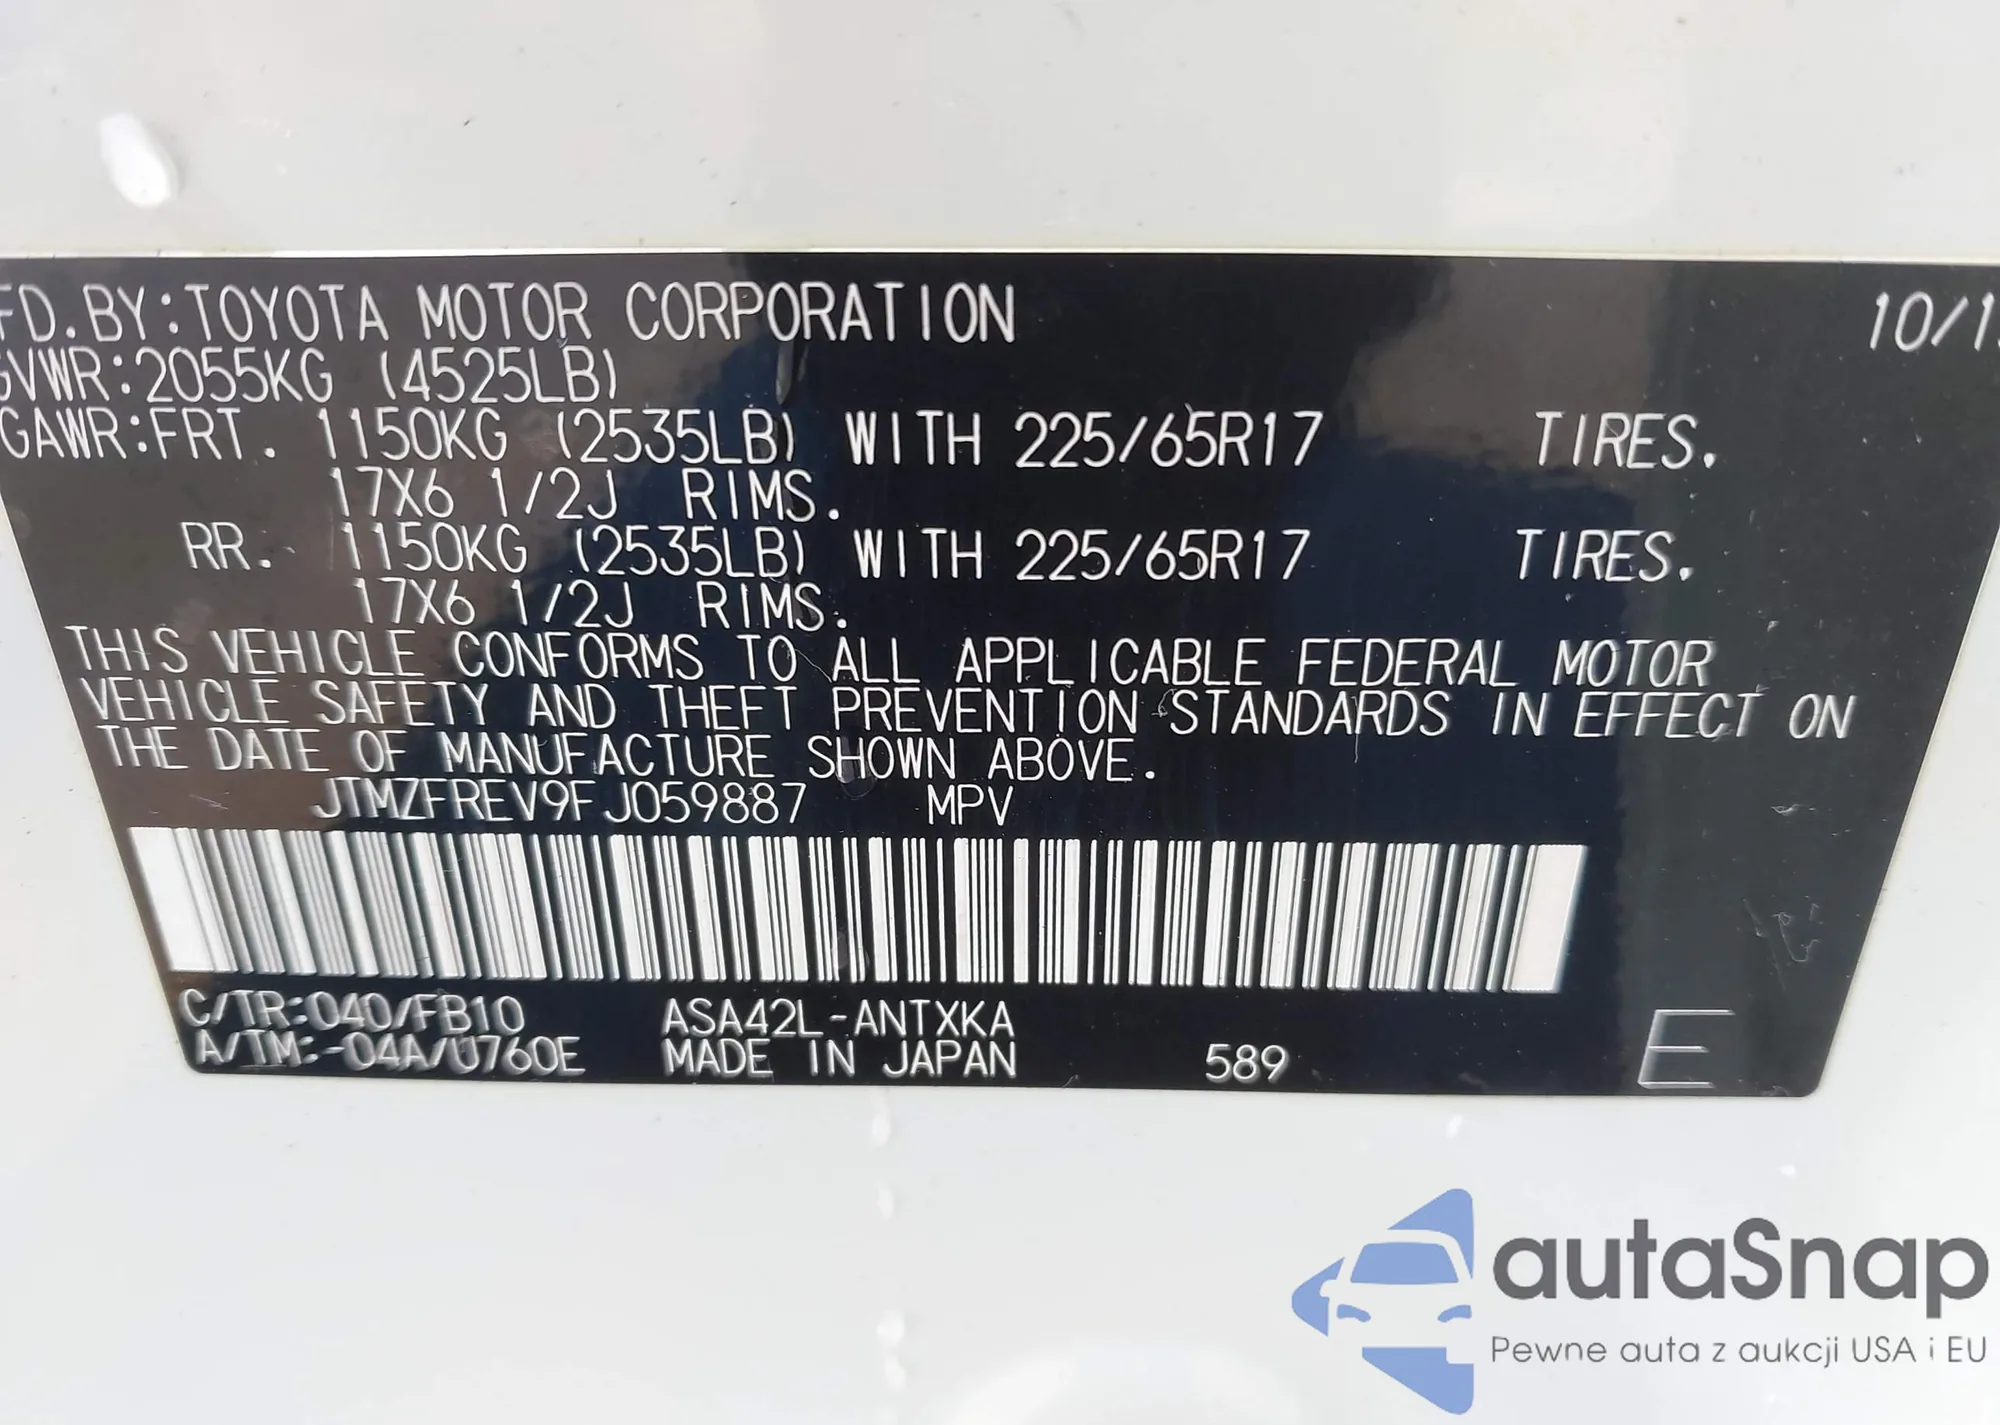 FD.BY:TOYOTA MOTOR CORPORATION 10/1
GVWR:2055KG (4525LB)
GAWR:FRT. 1150KG (2535LB) WITH 225/65R17 TIRES.
17X6 1/2J RIMS.
RR. 1150KG (2535LB) WITH 225/65R17 TIRES.
17X6 1/2J RIMS.
THIS VEHICLE CONFORMS TO ALL APPLICABLE FEDERAL MOTOR
VEHICLE SAFETY AND THEFT PREVENTION STANDARDS IN EFFECT ON
THE DATE OF MANUFACTURE SHOWN ABOVE.
JTMZFREV9FJ059887 MPV
C/TR:040/FB10 ASA42L-ANTXKA
A/TM:-04A/U760E MADE IN JAPAN 589 E
autaSnap
Pewne auta z aukcji USA i EU